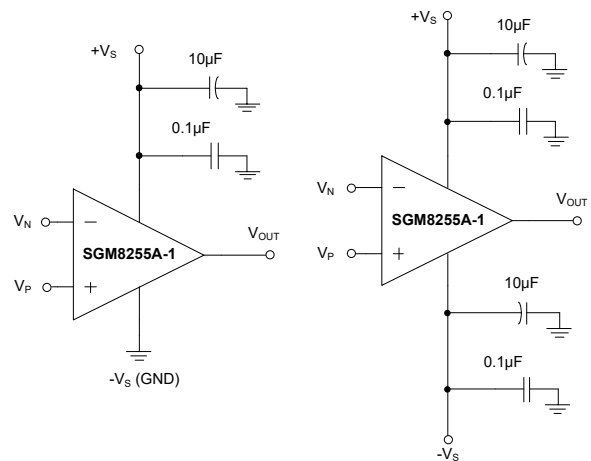 +VS
10µF
0.1µF
VN
VP
SGM8255A-1
VOUT
-VS (GND)
+VS
10µF
0.1µF
VN
VP
SGM8255A-1
VOUT
10µF
0.1µF
-VS